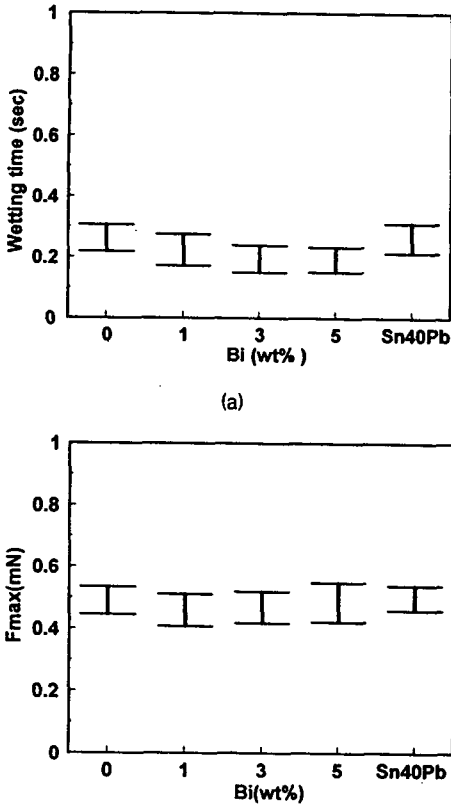 1
0.8
0.6
0.4
0.2
0
Wetting time (sec)
0 1 3 5 Sn40Pb
Bi (wt% )
(a)
1
0.8
0.6
0.4
0.2
0
Fmax(mN)
0 1 3 5 Sn40Pb
Bi(wt%)